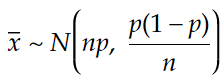 x̄ ~ N(np, p(1 − p)/n)